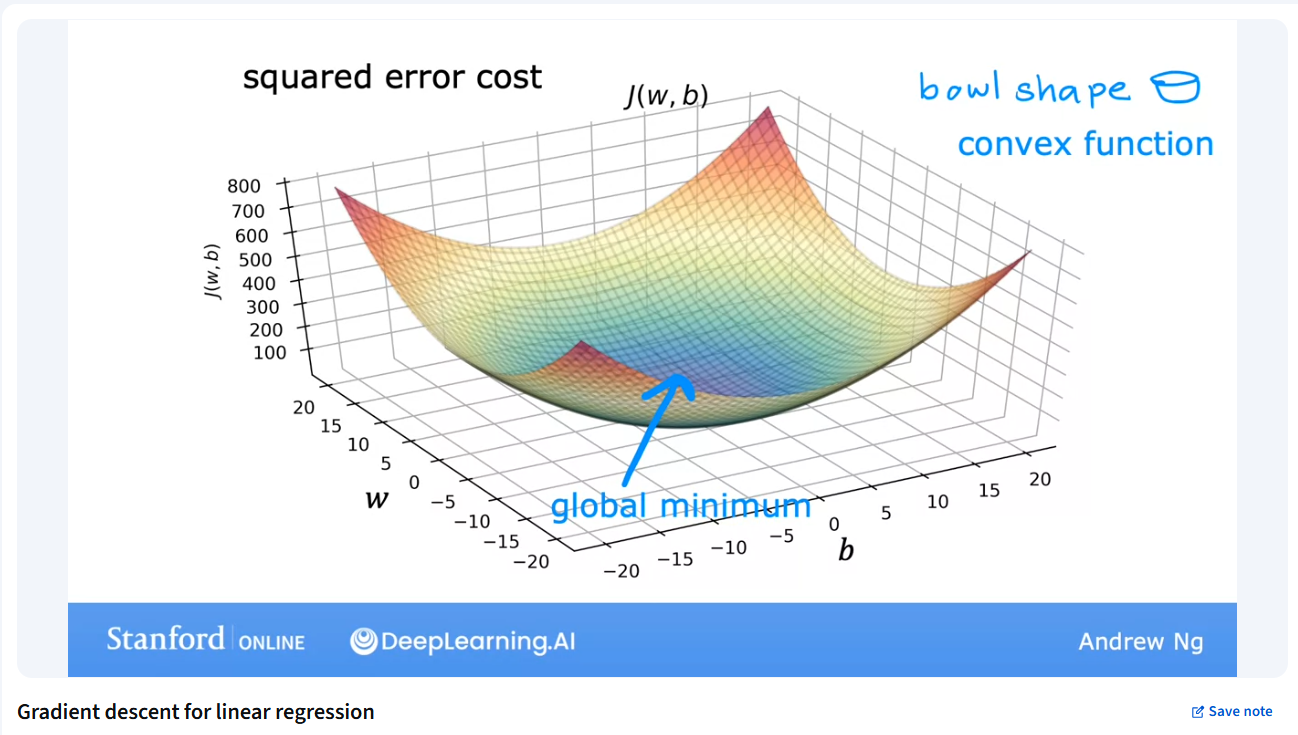 squared error cost
J(w, b)
bowl shape
convex function
J(w, b)
800
700
600
500
400
300
200
100
20
15
10
5
0
−5
−10
−15
−20
w
global minimum
−20
−15
−10
−5
0
5
10
15
20
b
Stanford ONLINE
DeepLearning.AI
Andrew Ng
Gradient descent for linear regression
Save note